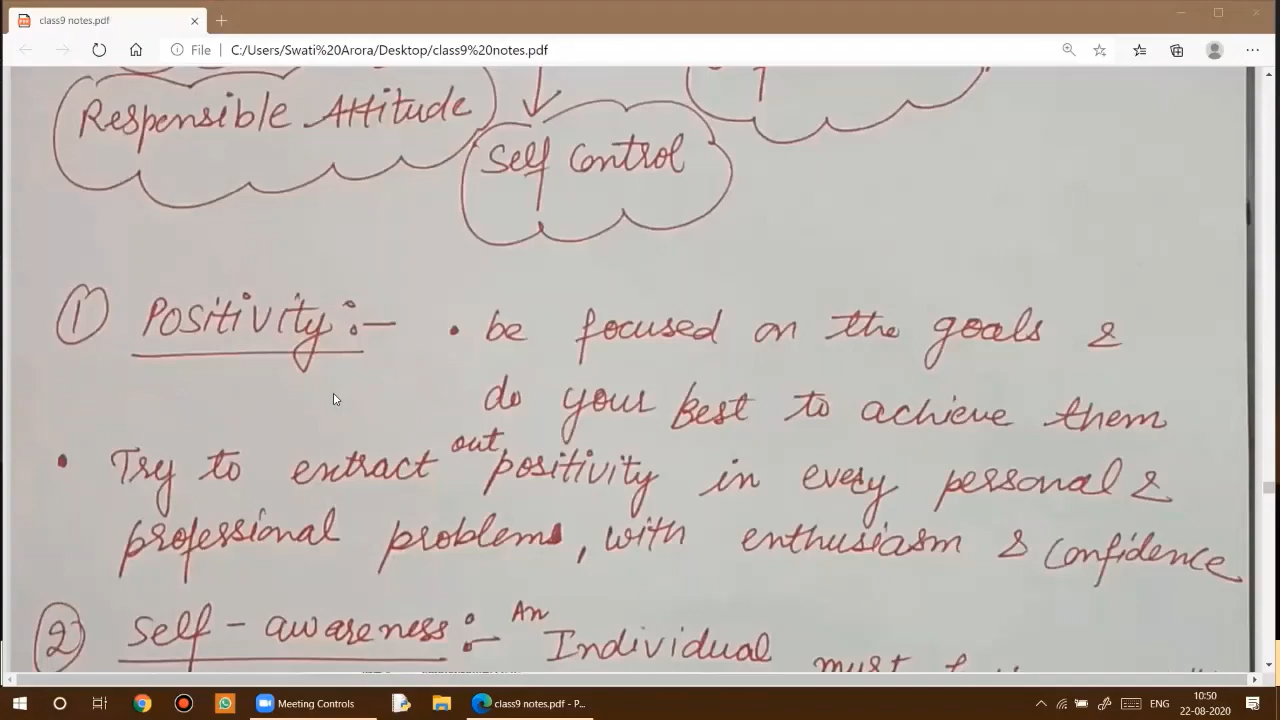 class9 notes.pdf
File
C:/Users/Swati%20Arora/Desktop/class9%20notes.pdf
Responsible Attitude
Self Control
① Positivity :- • be focused on the goals &
do your best to achieve them
• Try to extract out positivity in every personal &
professional problems, with enthusiasm & confidence
② Self-awareness :- An Individual must
Meeting Controls
class9 notes.pdf - P...
ENG
10:50
22-08-2020